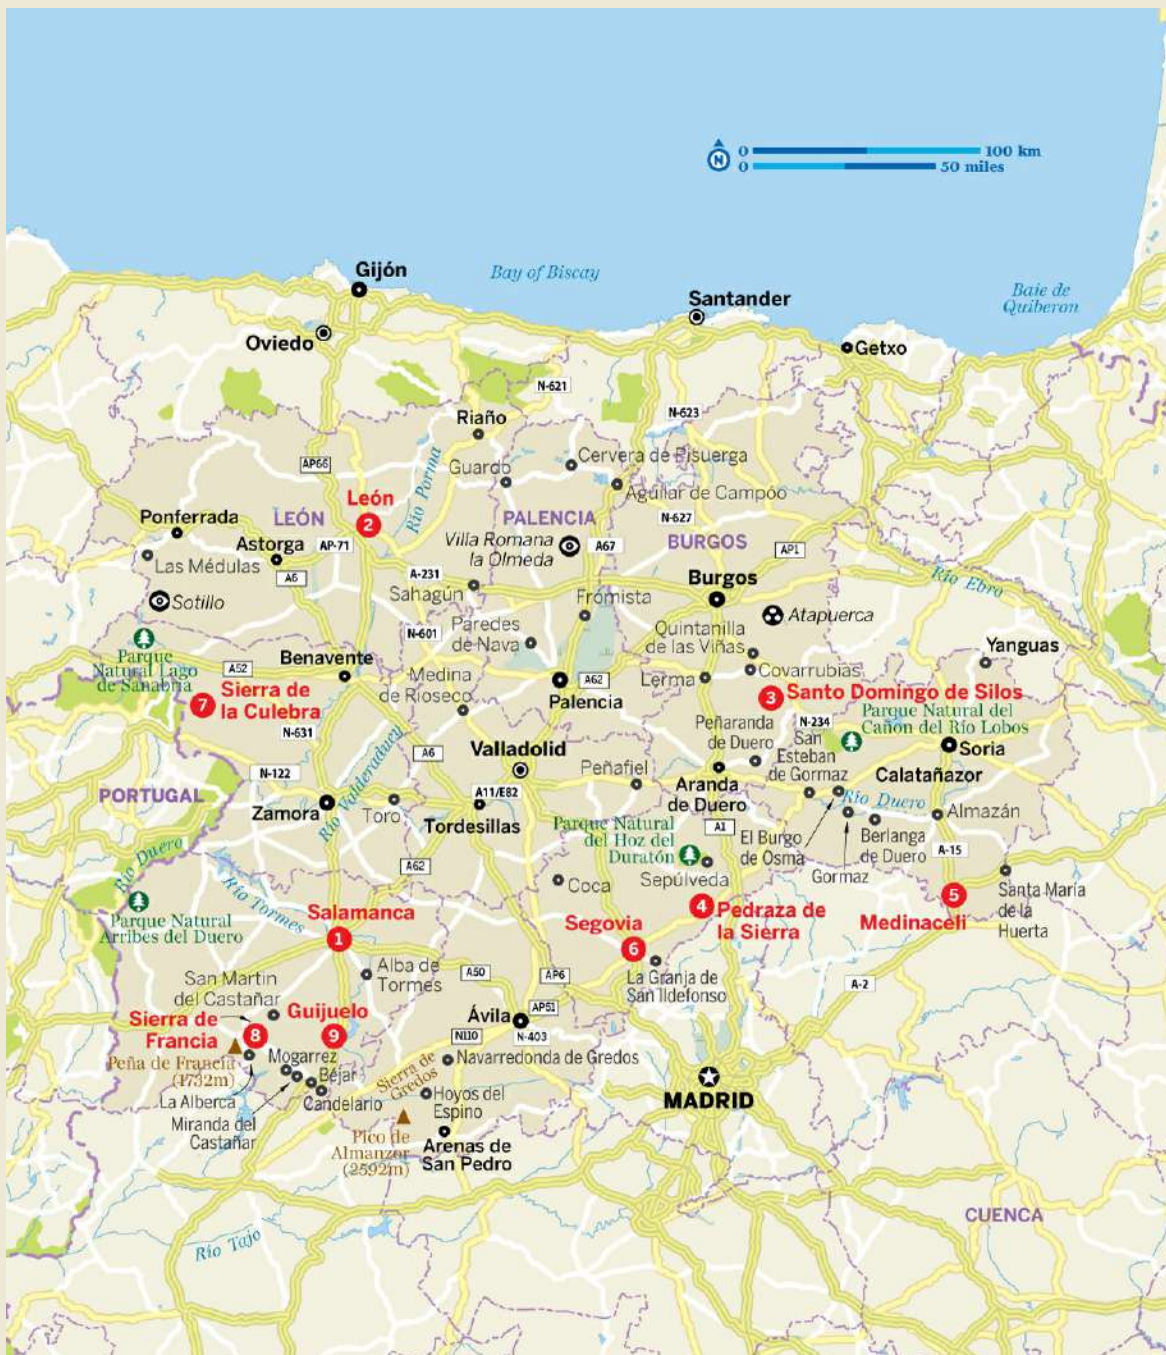 0 100 km
N
0 50 miles
Gijón
Bay of Biscay
Santander
Baie de
Quiberon
Oviedo
Getxo
N-621
Riaño
N-623
Cervera de Pisuerga
AP66
Guardo
Río Porma
Aguilar de Campóo
León
2
Ponferrada
LEÓN
PALENCIA
N-627
Astorga
AP-71
Villa Romana
la Olmeda
A67
BURGOS
AP1
Las Médulas
A6
A-231
Burgos
Río Ebro
Sahagún
Sotillo
Frómista
Atapuerca
N-601
Paredes
de Nava
Quintanilla
de las Viñas
Yanguas
Parque
Natural Lago
de Sanabria
A52
Benavente
Medina
de Rioseco
A62
Lerma
Covarrubias
7
Sierra de
la Culebra
Palencia
3
Santo Domingo de Silos
Parque Natural del
Cañon del Río Lobos
N-631
Peñaranda
de Duero
N-234
San
Esteban
de Gormaz
Soria
Río Valderaduey
A6
Valladolid
N-122
Peñafiel
Aranda
de Duero
Calatañazor
PORTUGAL
Zamora
Toro
A11/E82
Tordesillas
Río Duero
Almazán
Parque Natural
del Hoz del
Duratón
A1
El Burgo
de Osma
Berlanga
de Duero
A-15
Río Duero
A62
Sepúlveda
Gormaz
Coca
Río Tormes
Santa María
de la
Huerta
5
Medinaceli
Parque Natural
Arribes del Duero
Salamanca
1
Segovia
6
4
Pedraza de
la Sierra
San Martín
del Castañar
Alba de
Tormes
A50
AP6
La Granja de
San Ildefonso
A-2
Sierra de
Francia
8
Guijuelo
9
Ávila
AP51
N110
N-403
Peña de Francia
(1732m)
Mogarrez
Navarredonda de Gredos
Sierra de
Gredos
Béjar
La Alberca
Candelario
Hoyos del
Espino
MADRID
Miranda del
Castañar
Pico de
Almanzor
(2592m)
Arenas de
San Pedro
CUENCA
Río Tajo